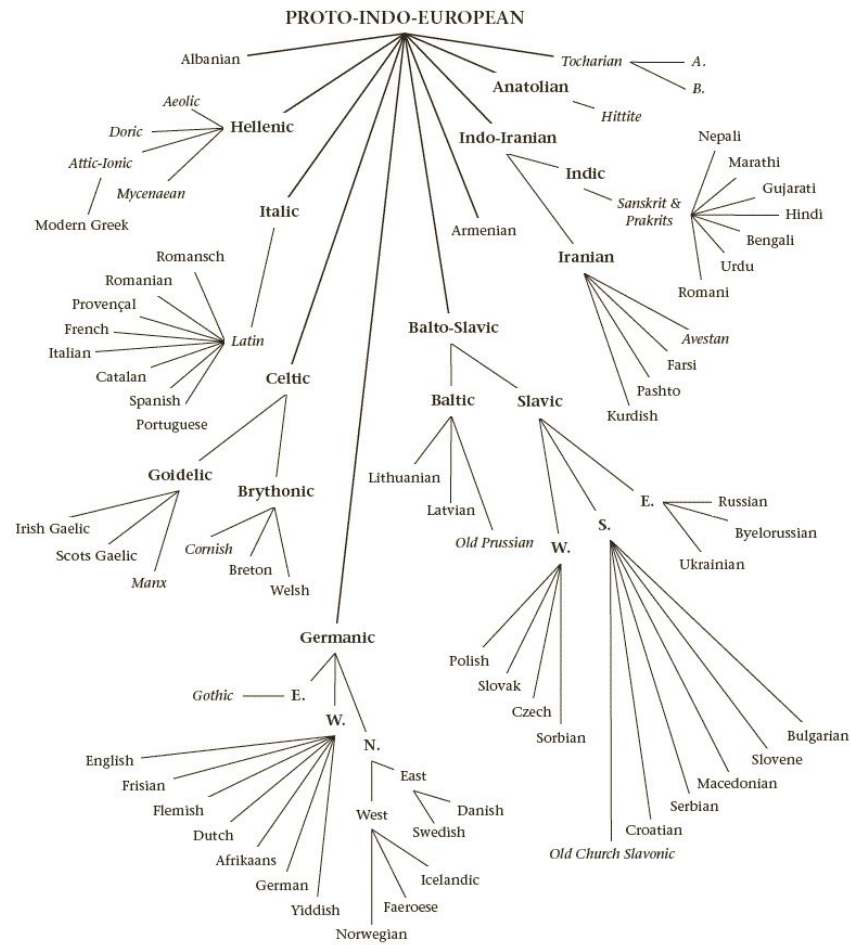 PROTO-INDO-EUROPEAN
Albanian
Tocharian
A.
B.
Anatolian
Hittite
Aeolic
Hellenic
Doric
Attic-Ionic
Mycenaean
Modern Greek
Indo-Iranian
Indic
Sanskrit &
Prakrits
Nepali
Marathi
Gujarati
Hindi
Bengali
Urdu
Romani
Italic
Armenian
Iranian
Avestan
Farsi
Pashto
Kurdish
Romansch
Romanian
Provençal
French
Italian
Latin
Catalan
Spanish
Portuguese
Balto-Slavic
Celtic
Baltic
Slavic
Goidelic
Brythonic
Irish Gaelic
Scots Gaelic
Manx
Cornish
Breton
Welsh
Lithuanian
Latvian
Old Prussian
W.
S.
E.
Russian
Byelorussian
Ukrainian
Polish
Slovak
Czech
Sorbian
Bulgarian
Slovene
Macedonian
Serbian
Croatian
Old Church Slavonic
Germanic
Gothic
E.
W.
N.
English
Frisian
Flemish
Dutch
Afrikaans
German
Yiddish
East
Danish
Swedish
West
Icelandic
Faeroese
Norwegian